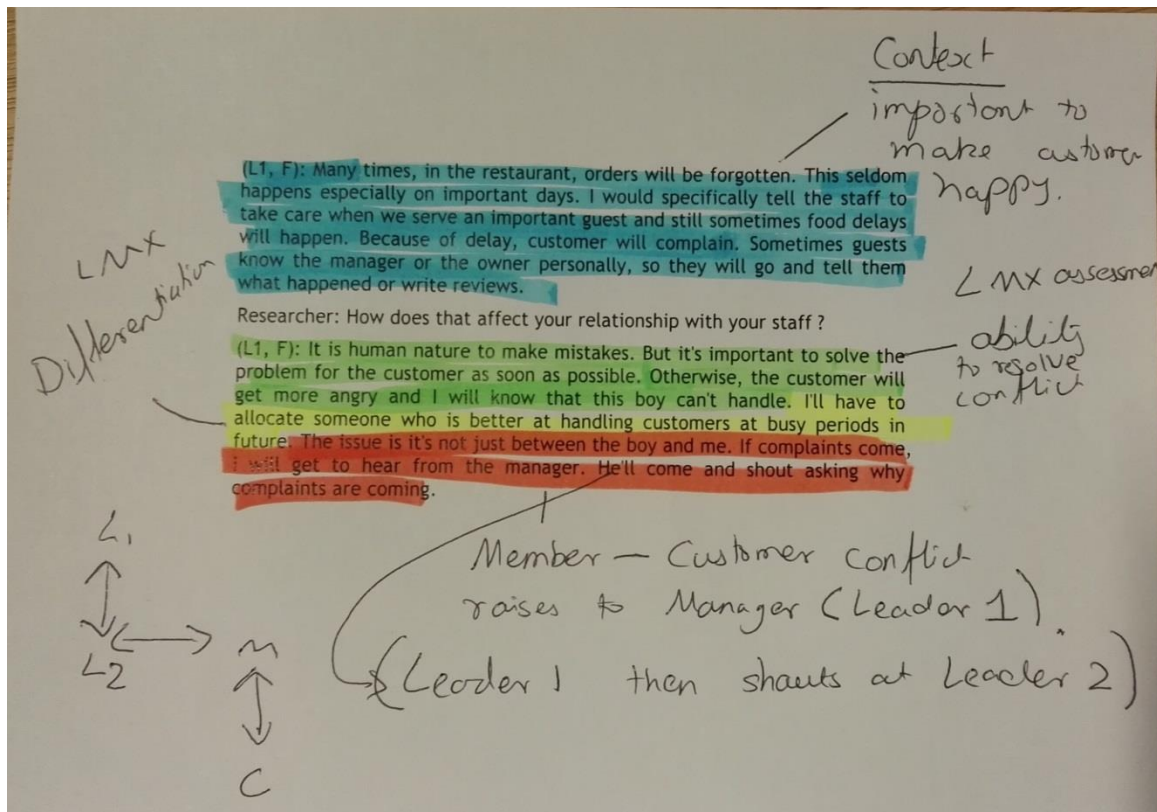 Context
important to
make customer
happy.
(L1, F): Many times, in the restaurant, orders will be forgotten. This seldom
happens especially on important days. I would specifically tell the staff to
take care when we serve an important guest and still sometimes food delays
will happen. Because of delay, customer will complain. Sometimes guests
know the manager or the owner personally, so they will go and tell them
what happened or write reviews.
LMX
Differentiation
Researcher: How does that affect your relationship with your staff ?
LMX assessmen
ability
to resolve
conflict
(L1, F): It is human nature to make mistakes. But it's important to solve the
problem for the customer as soon as possible. Otherwise, the customer will
get more angry and I will know that this boy can't handle. I'll have to
allocate someone who is better at handling customers at busy periods in
future. The issue is it's not just between the boy and me. If complaints come,
i will get to hear from the manager. He'll come and shout asking why
complaints are coming.
Member – Customer conflict
raises to Manager (Leader 1).
(Leader 1 then shouts at Leader 2)
L1
L2
M
C